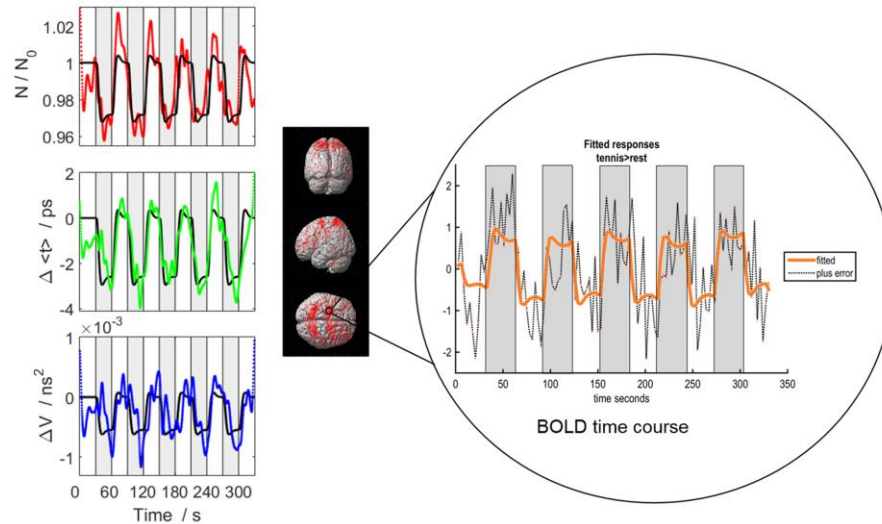 1.02
N / N0
1
0.98
0.96
2
Δ <t> / ps
0
-2
-4
×10-3
1
ΔV / ns2
0
-1
0 60 120 180 240 300
Time / s
Fitted responses
tennis>rest
2
1
0
-1
-2
0 50 100 150 200 250 300 350
time seconds
fitted
plus error
BOLD time course